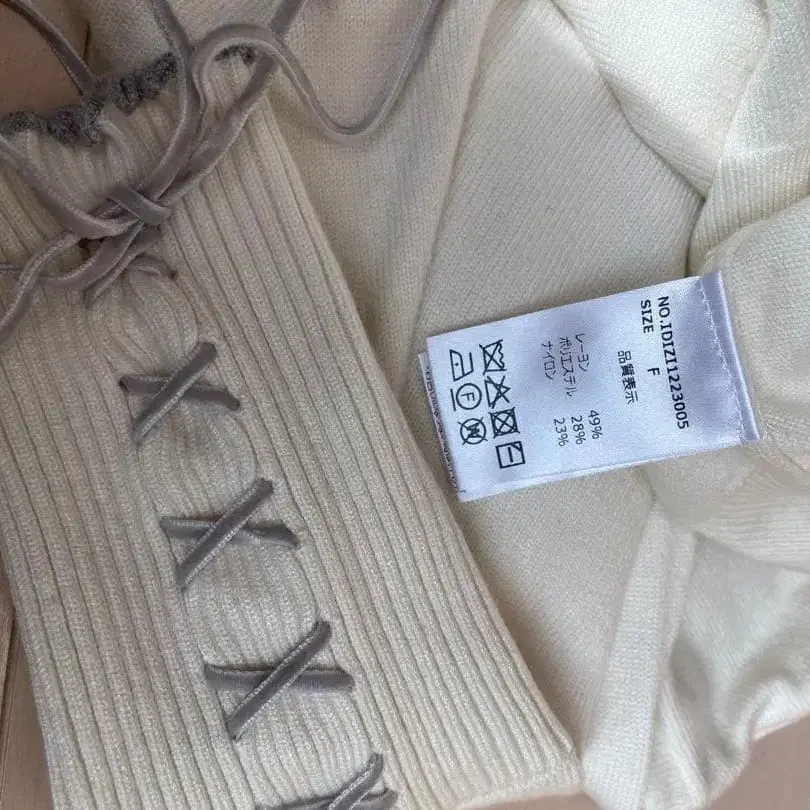 NO.IDIZI1223005
SIZE F
品質表示
レーヨン 49%
ポリエステル 28%
ナイロン 23%
F W